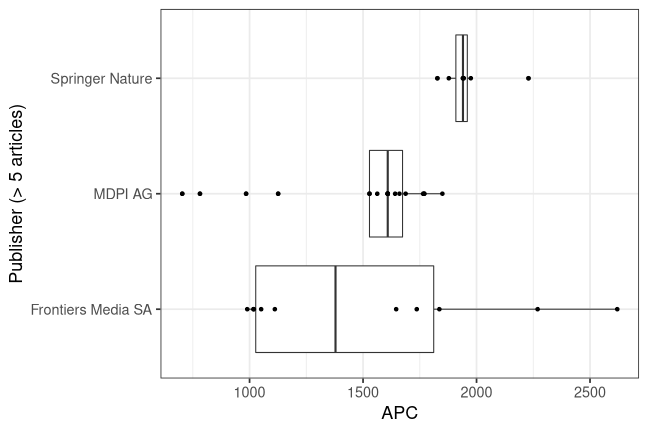 Publisher (> 5 articles)
Springer Nature
MDPI AG
Frontiers Media SA
1000 1500 2000 2500
APC